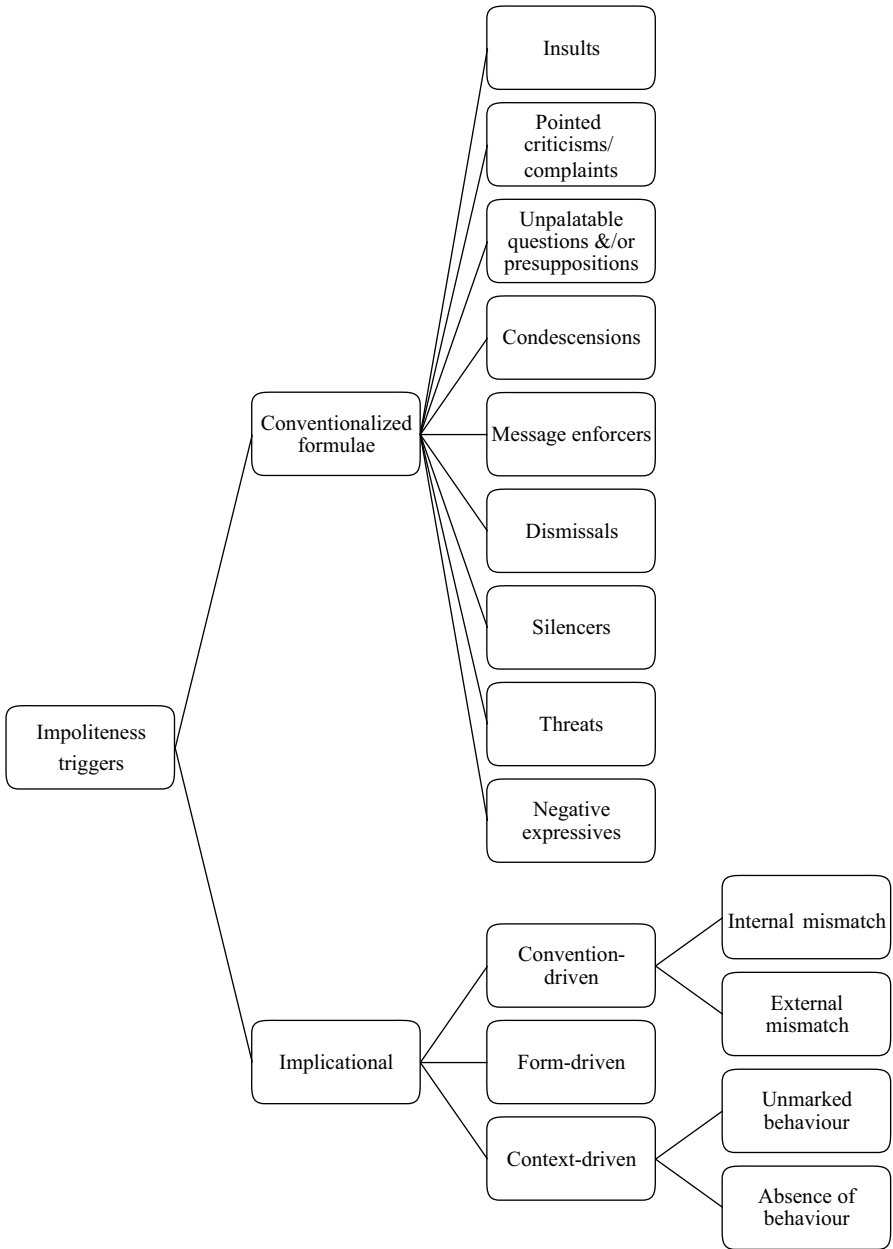 Insults
Pointed
criticisms/
complaints
Unpalatable
questions &/or
presuppositions
Condescensions
Conventionalized
formulae
Message enforcers
Dismissals
Silencers
Impoliteness
triggers
Threats
Negative
expressives
Internal mismatch
Convention-
driven
External
mismatch
Implicational
Form-driven
Unmarked
behaviour
Context-driven
Absence of
behaviour